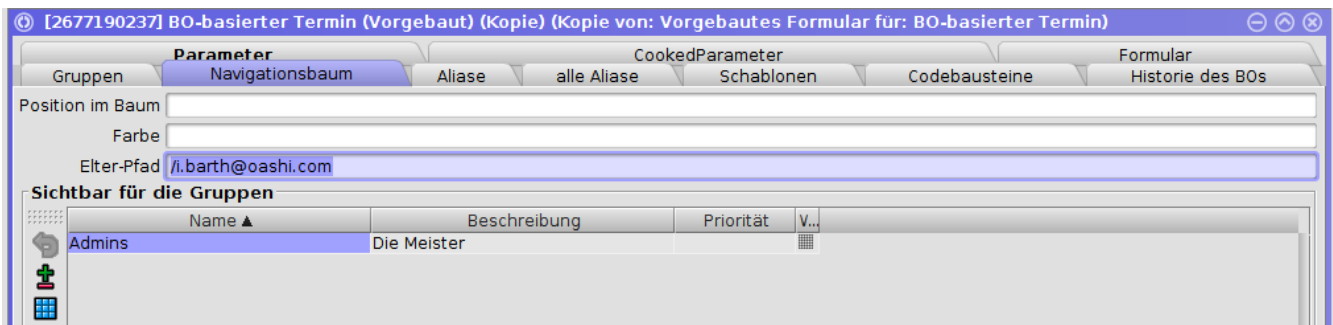 [2677190237] BO-basierter Termin (Vorgebaut) (Kopie) (Kopie von: Vorgebautes Formular für: BO-basierter Termin)
Parameter CookedParameter Formular
Gruppen Navigationsbaum Aliase alle Aliase Schablonen Codebausteine Historie des BOs
Position im Baum
Farbe
Elter-Pfad /i.barth@oashi.com
Sichtbar für die Gruppen
Name Beschreibung Priorität V...
Admins Die Meister